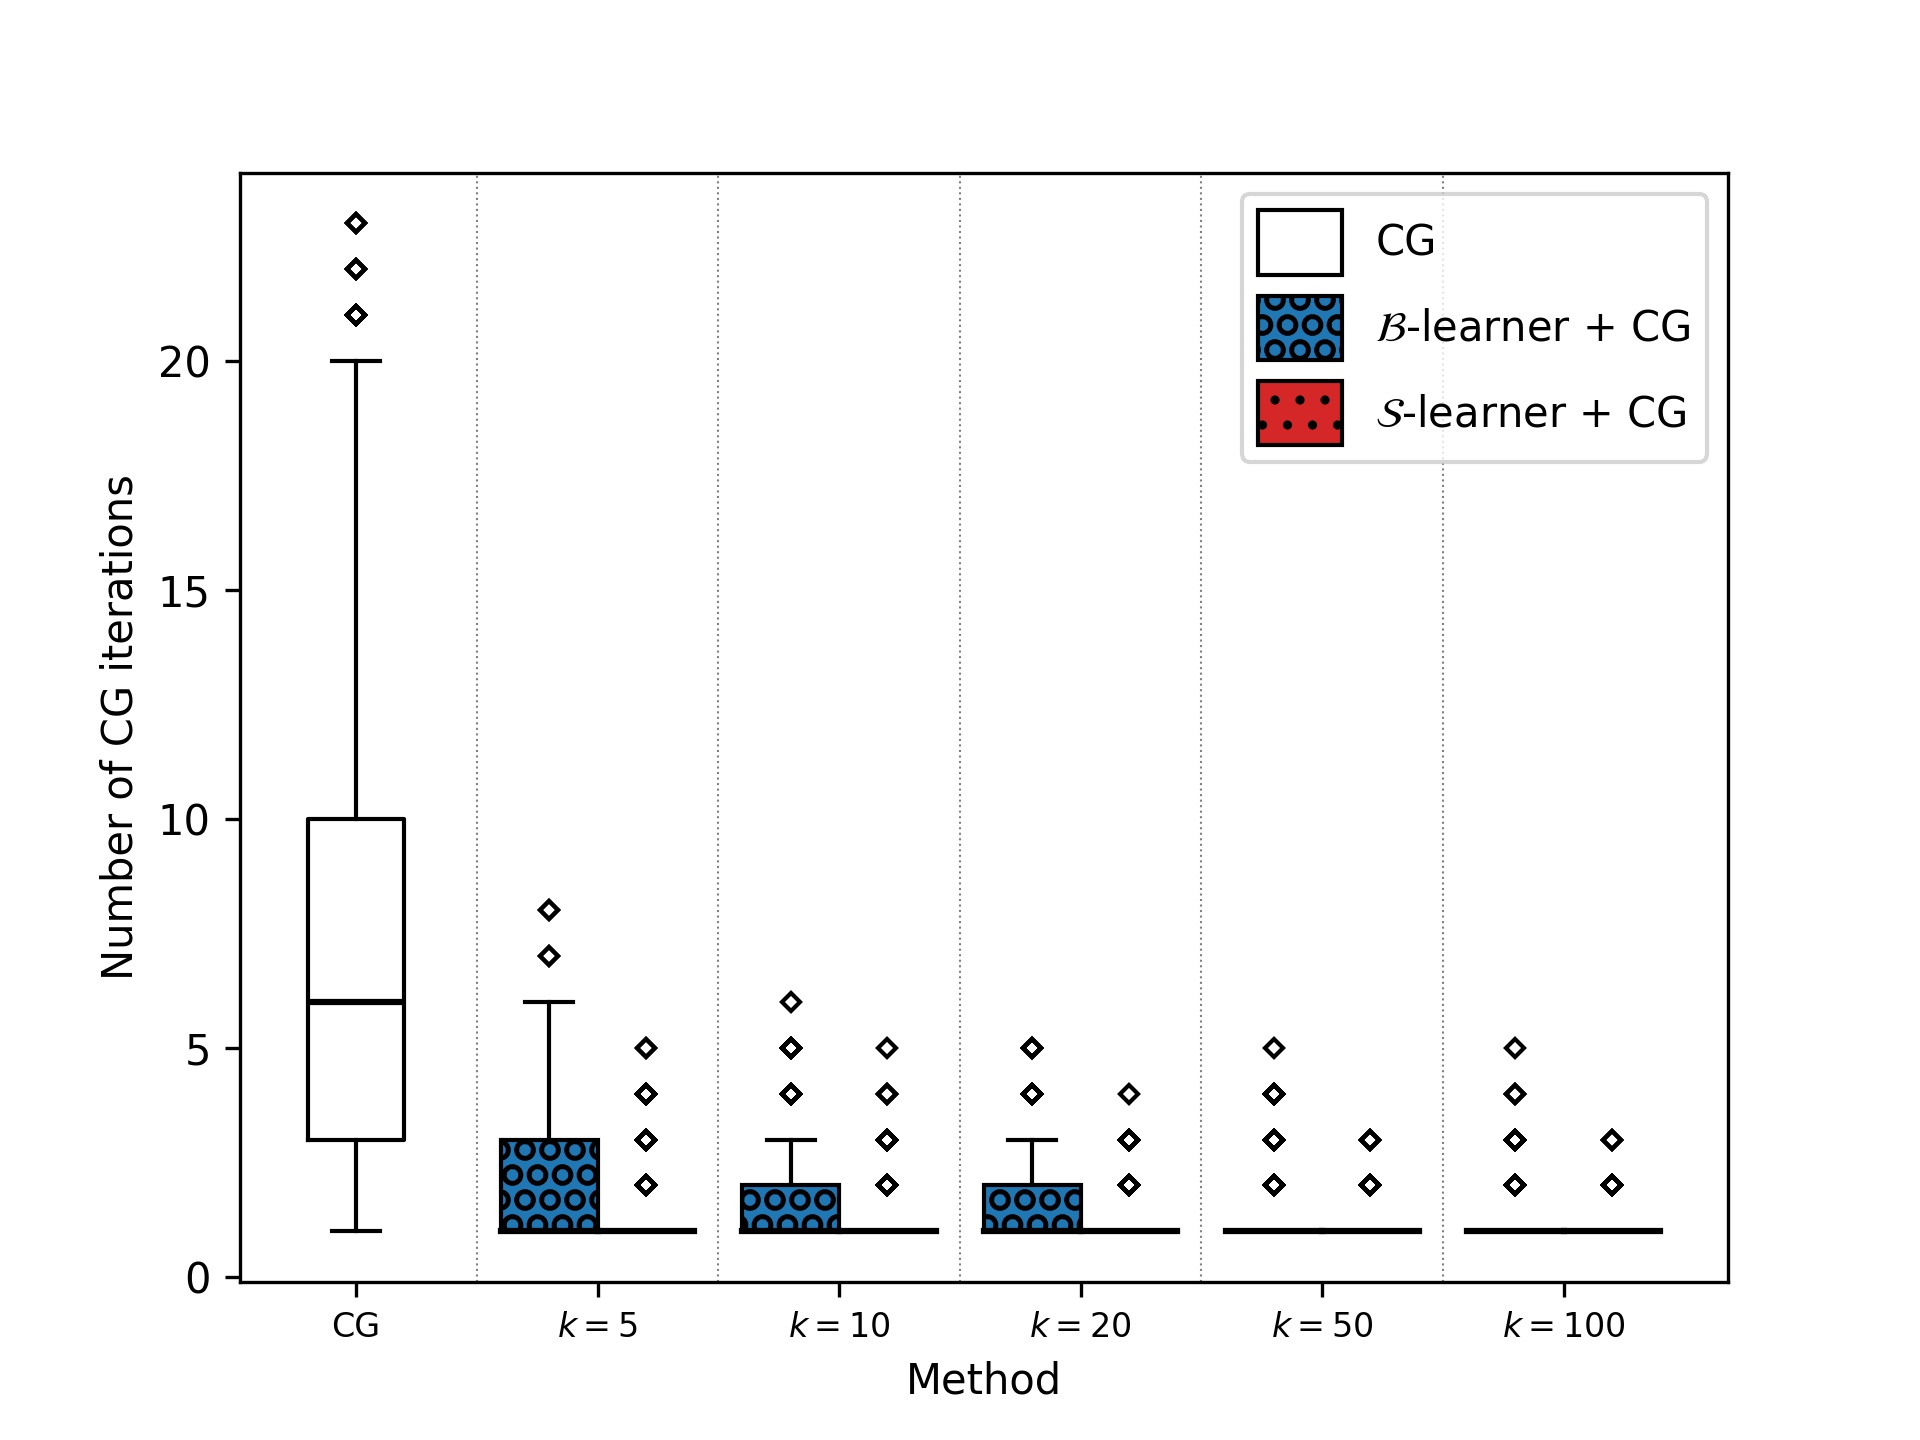 CG
ℬ-learner + CG
𝒮-learner + CG
20
15
10
5
0
Number of CG iterations
CG
k = 5
k = 10
k = 20
k = 50
k = 100
Method